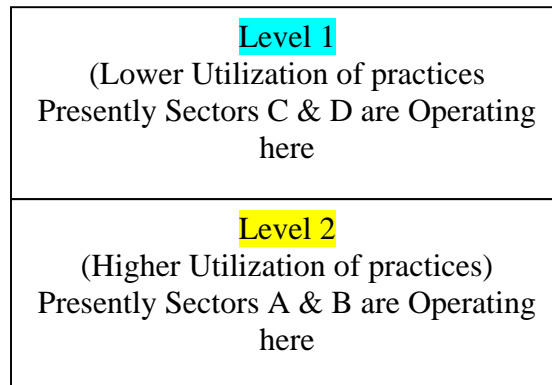 Level 1
(Lower Utilization of practices
Presently Sectors C & D are Operating
here
Level 2
(Higher Utilization of practices)
Presently Sectors A & B are Operating
here